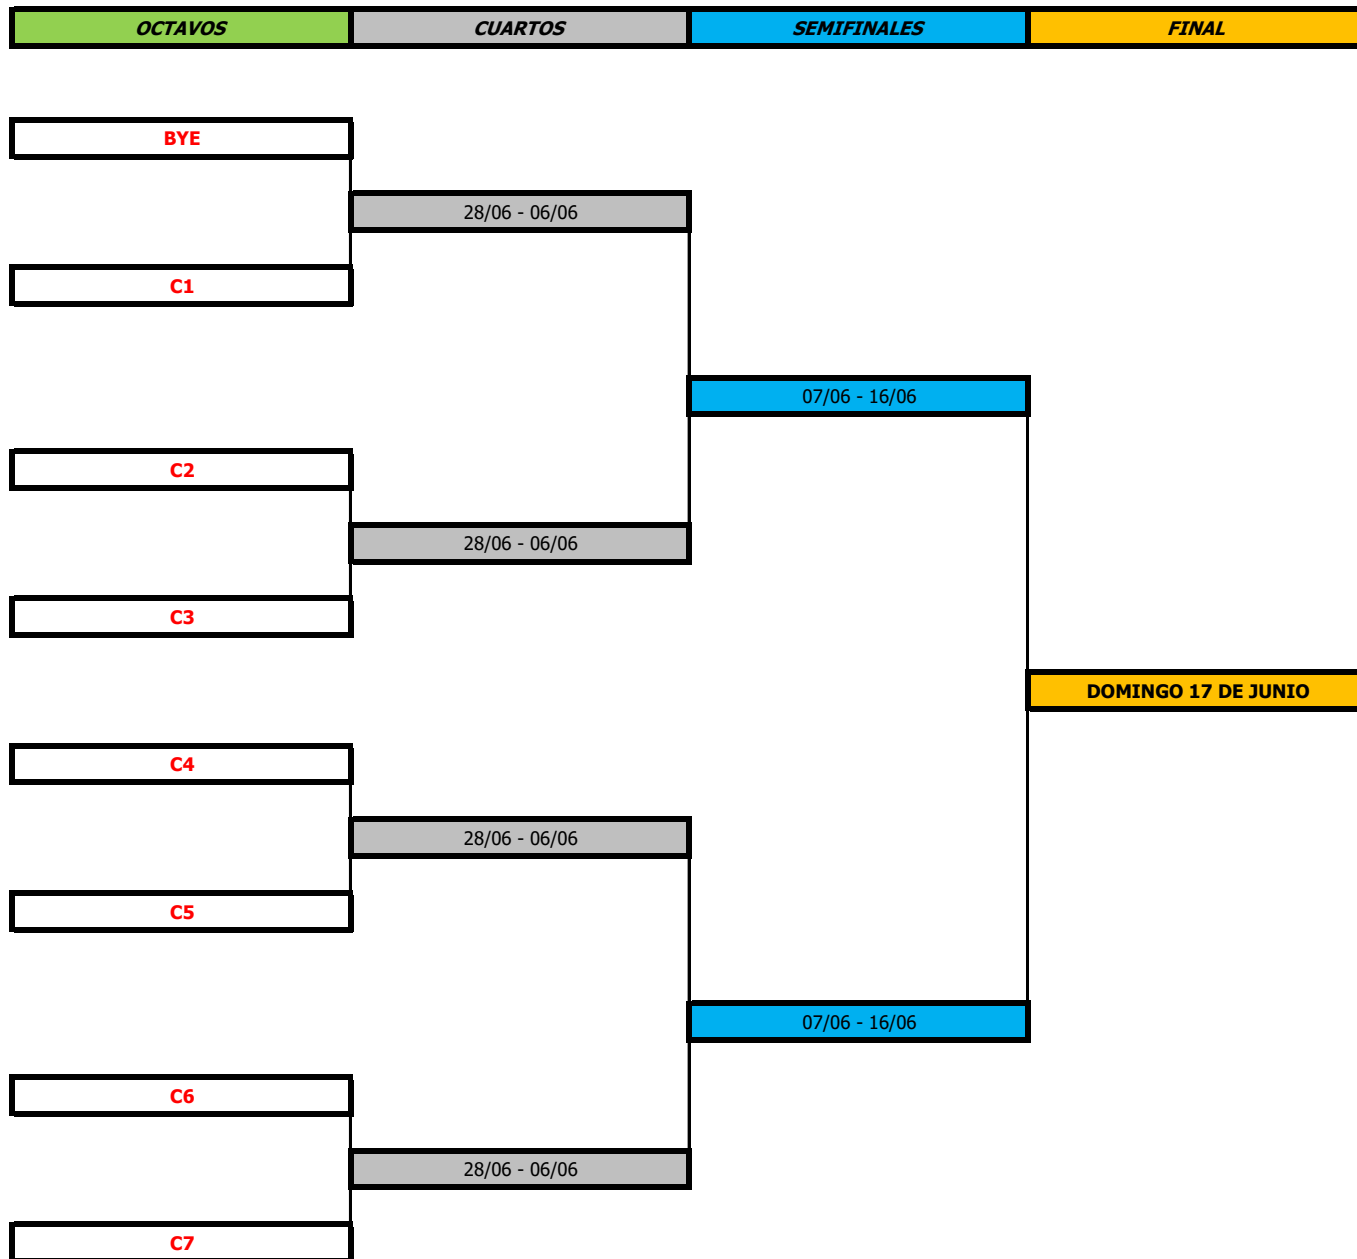 OCTAVOS CUARTOS SEMIFINALES FINAL
BYE
28/06 - 06/06
C1
07/06 - 16/06
C2
28/06 - 06/06
C3
DOMINGO 17 DE JUNIO
C4
28/06 - 06/06
C5
07/06 - 16/06
C6
28/06 - 06/06
C7